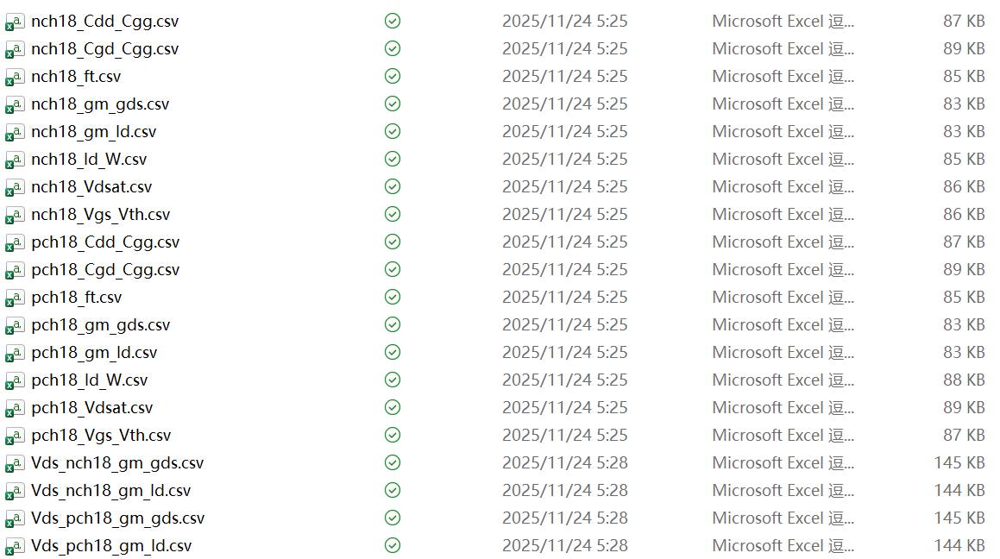 nch18_Cdd_Cgg.csv 2025/11/24 5:25 Microsoft Excel 逗... 87 KB
nch18_Cgd_Cgg.csv 2025/11/24 5:25 Microsoft Excel 逗... 89 KB
nch18_ft.csv 2025/11/24 5:25 Microsoft Excel 逗... 85 KB
nch18_gm_gds.csv 2025/11/24 5:25 Microsoft Excel 逗... 83 KB
nch18_gm_Id.csv 2025/11/24 5:25 Microsoft Excel 逗... 83 KB
nch18_Id_W.csv 2025/11/24 5:25 Microsoft Excel 逗... 85 KB
nch18_Vdsat.csv 2025/11/24 5:25 Microsoft Excel 逗... 86 KB
nch18_Vgs_Vth.csv 2025/11/24 5:25 Microsoft Excel 逗... 86 KB
pch18_Cdd_Cgg.csv 2025/11/24 5:25 Microsoft Excel 逗... 87 KB
pch18_Cgd_Cgg.csv 2025/11/24 5:25 Microsoft Excel 逗... 89 KB
pch18_ft.csv 2025/11/24 5:25 Microsoft Excel 逗... 85 KB
pch18_gm_gds.csv 2025/11/24 5:25 Microsoft Excel 逗... 83 KB
pch18_gm_Id.csv 2025/11/24 5:25 Microsoft Excel 逗... 83 KB
pch18_Id_W.csv 2025/11/24 5:25 Microsoft Excel 逗... 88 KB
pch18_Vdsat.csv 2025/11/24 5:25 Microsoft Excel 逗... 89 KB
pch18_Vgs_Vth.csv 2025/11/24 5:25 Microsoft Excel 逗... 87 KB
Vds_nch18_gm_gds.csv 2025/11/24 5:28 Microsoft Excel 逗... 145 KB
Vds_nch18_gm_Id.csv 2025/11/24 5:28 Microsoft Excel 逗... 144 KB
Vds_pch18_gm_gds.csv 2025/11/24 5:28 Microsoft Excel 逗... 145 KB
Vds_pch18_gm_Id.csv 2025/11/24 5:28 Microsoft Excel 逗... 144 KB